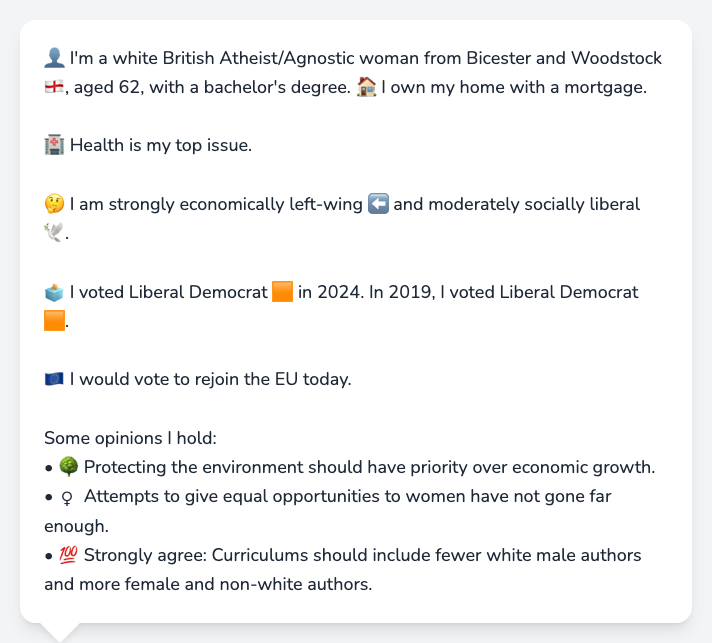 👤 I'm a white British Atheist/Agnostic woman from Bicester and Woodstock
🏴󠁧󠁢󠁥󠁮󠁧󠁿, aged 62, with a bachelor's degree. 🏠 I own my home with a mortgage.
🏥 Health is my top issue.
🤔 I am strongly economically left-wing ⬅️ and moderately socially liberal
🕊️.
🗳️ I voted Liberal Democrat 🟧 in 2024. In 2019, I voted Liberal Democrat
🟧.
🇪🇺 I would vote to rejoin the EU today.
Some opinions I hold:
• 🌳 Protecting the environment should have priority over economic growth.
• ♀ Attempts to give equal opportunities to women have not gone far
enough.
• 💯 Strongly agree: Curriculums should include fewer white male authors
and more female and non-white authors.